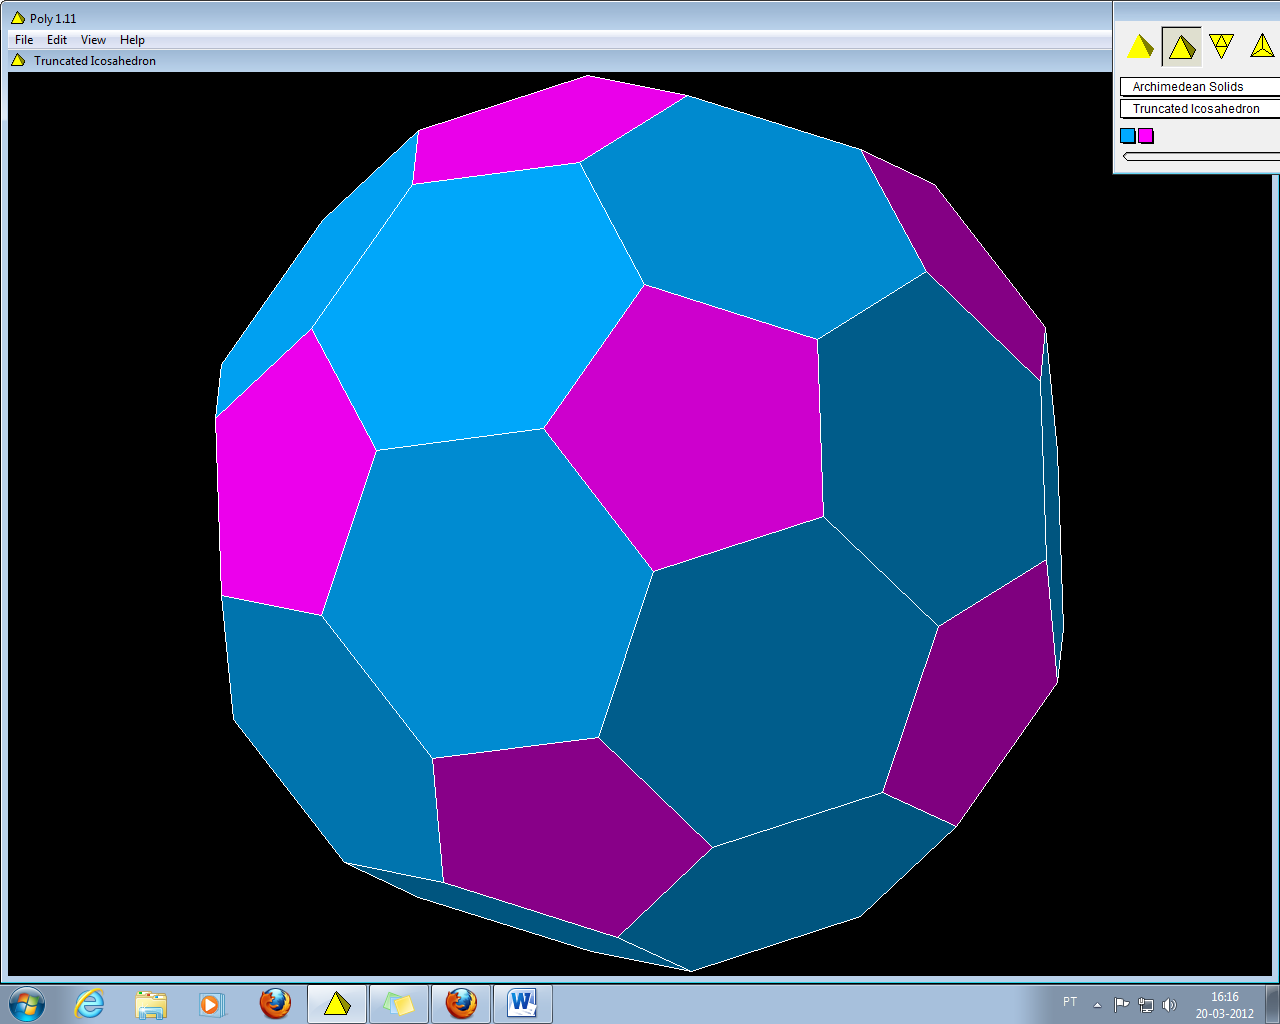 Poly 1.11
File Edit View Help
Truncated Icosahedron
Archimedean Solids
Truncated Icosahedron
PT
16:16
20-03-2012